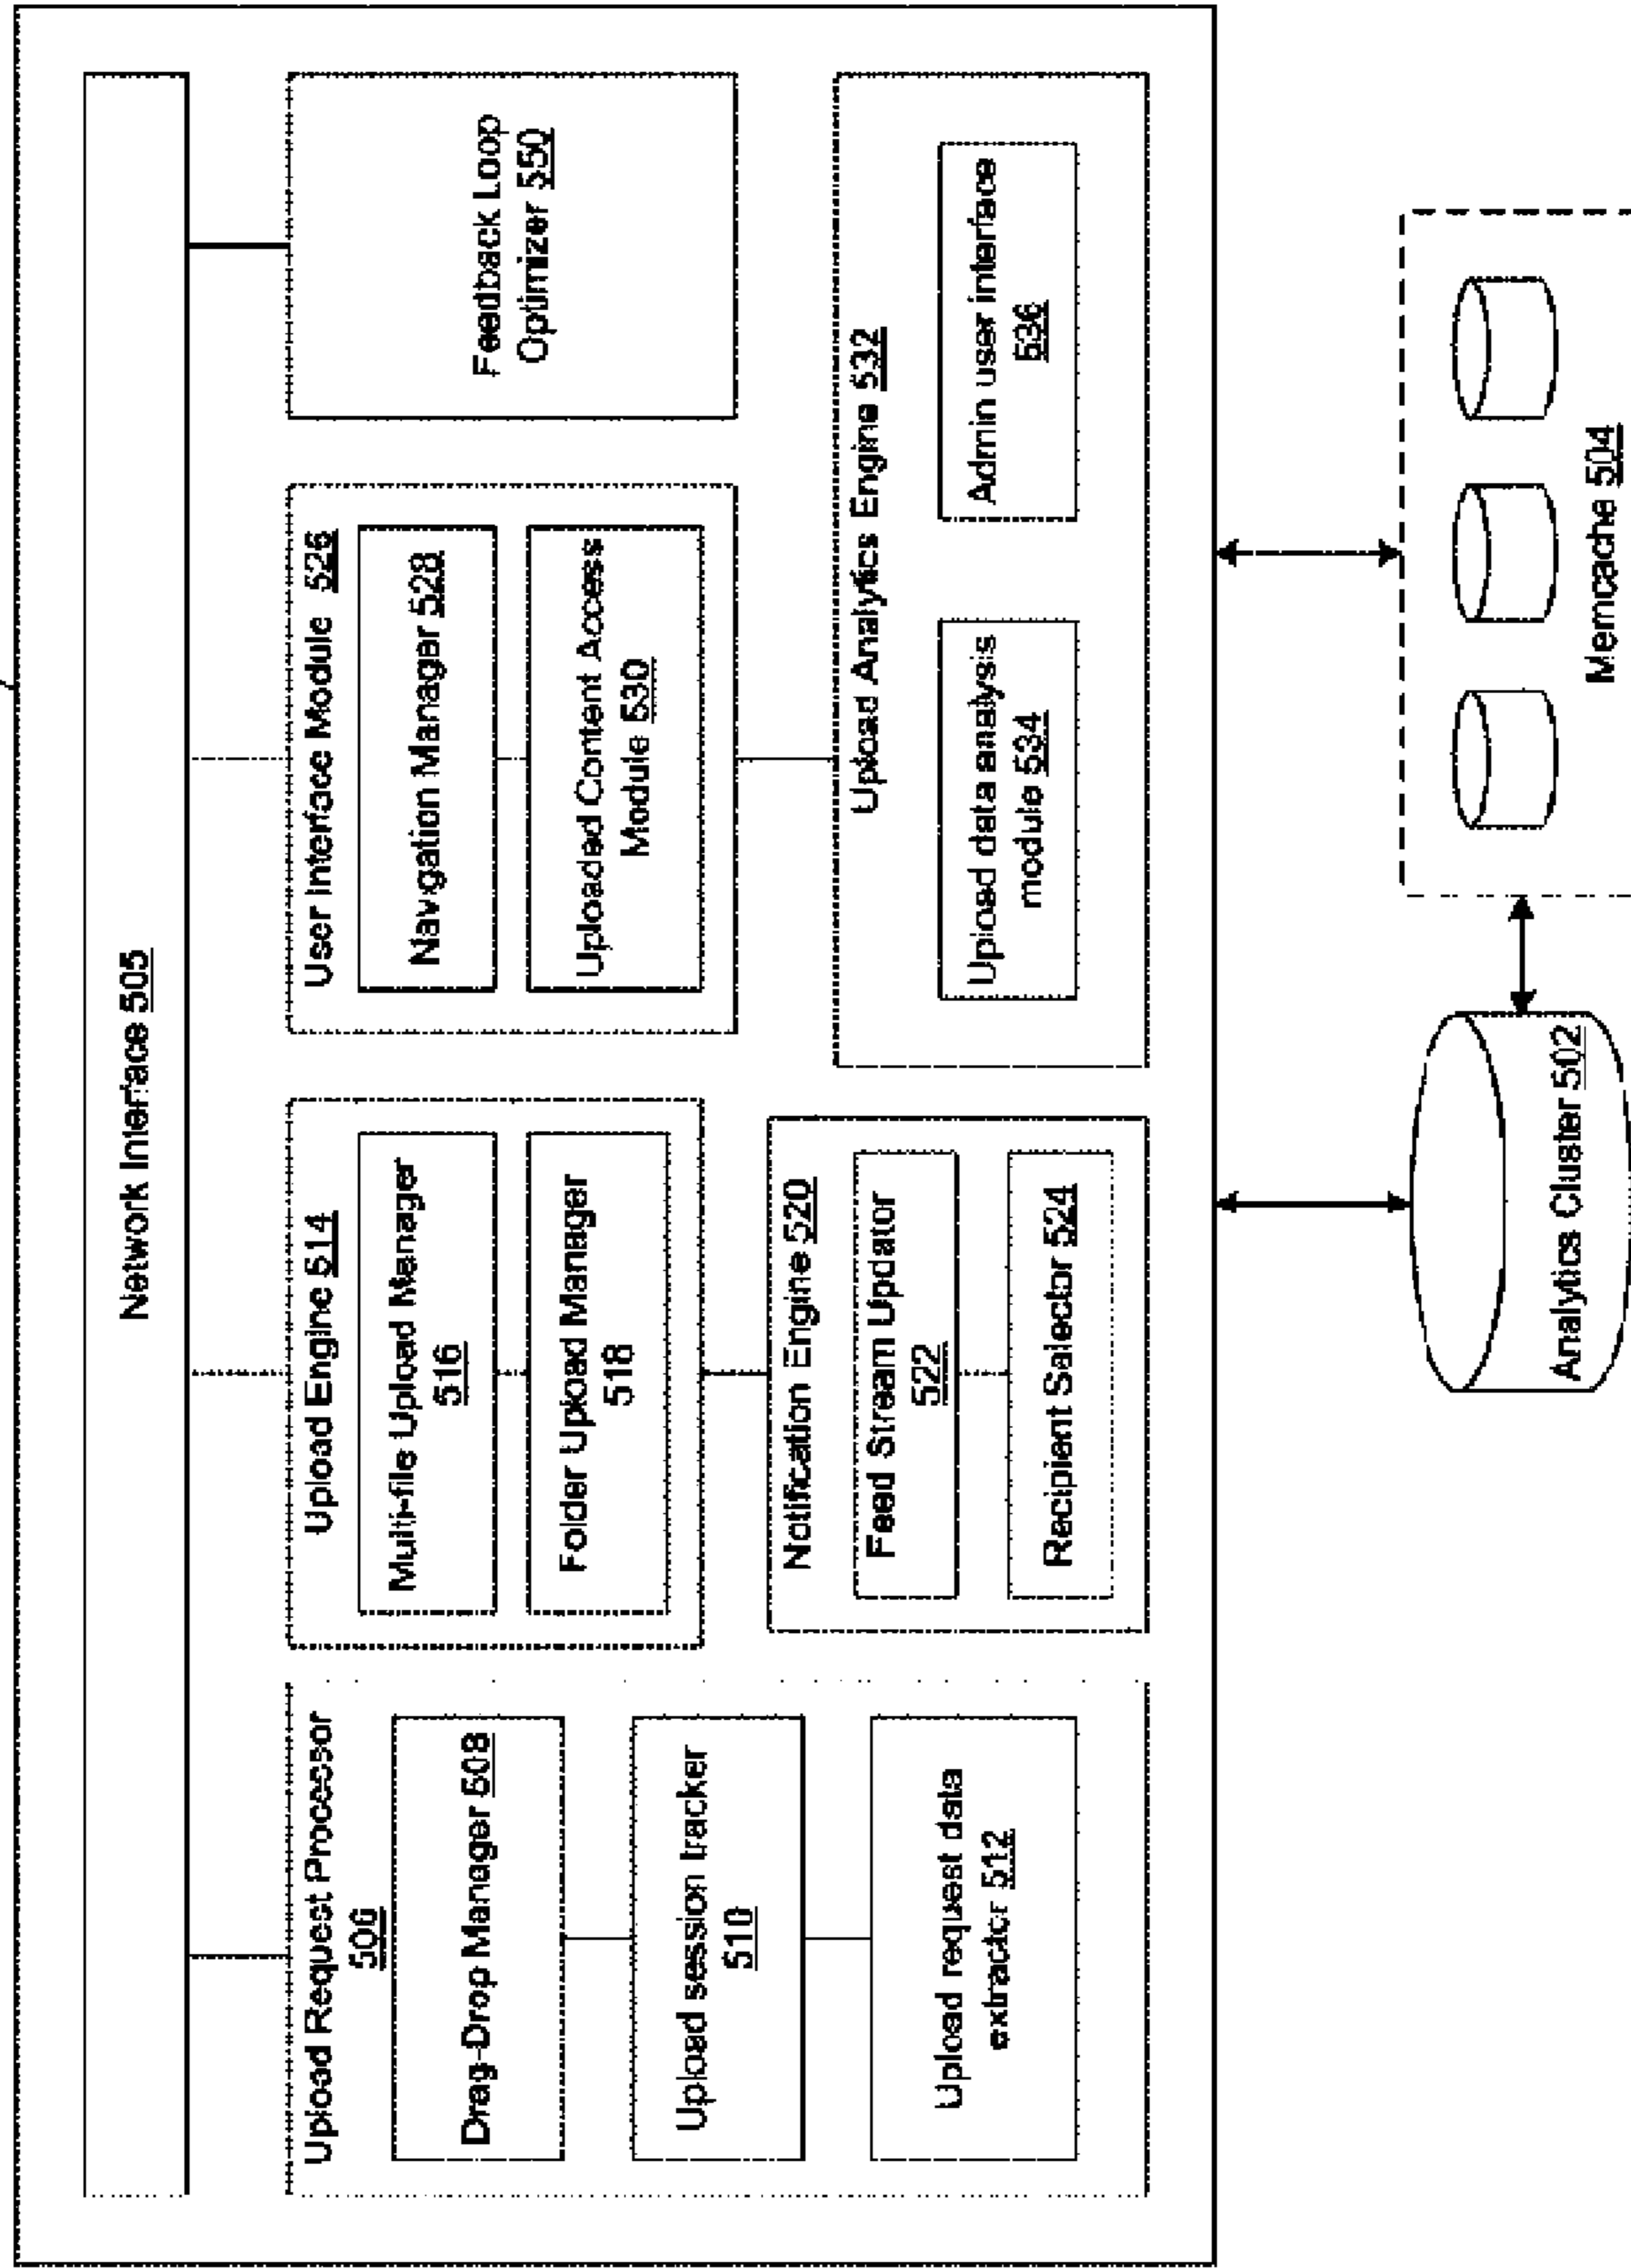 Network Interface 505
Upload Request Processor
506
Drag-Drop Manager 508
Upload session tracker
510
Upload request data
extractor 512
Upload Engine 514
Multi-file Upload Manager
516
Folder Upload Manager
518
Notification Engine 520
Feed Stream Updator
522
Recipient Selector 524
User Interface Module 526
Navigation Manager 528
Uploaded Content Access
Module 530
Feedback Loop
Optimizer 550
Upload Analytics Engine 532
Upload data analysis
module 534
Admin user interface
536
Analytics Cluster 502
Memcache 504